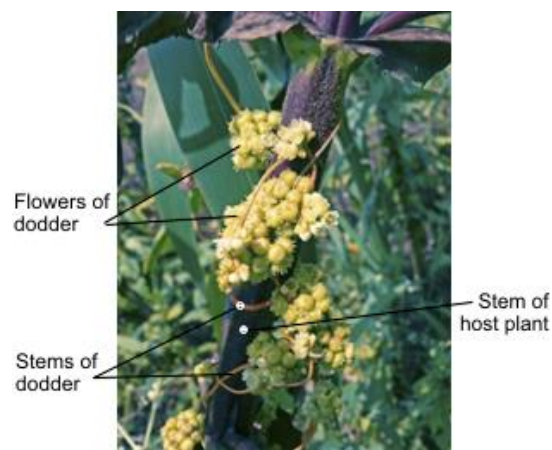 Flowers of
dodder
Stem of
host plant
Stems of
dodder